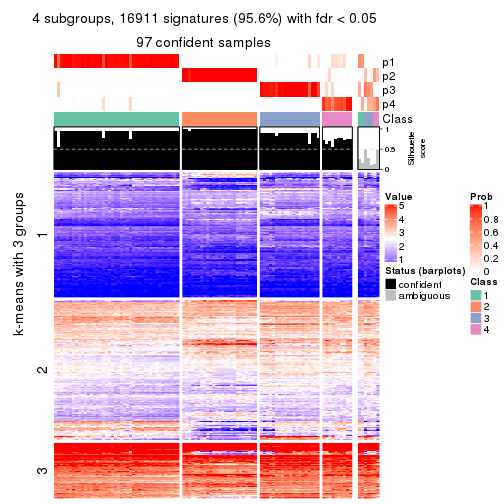 4 subgroups, 16911 signatures (95.6%) with fdr < 0.05
97 confident samples
p1
p2
p3
p4
Class
1
0.5
0
Silhouette
score
k-means with 3 groups
1
2
3
Value
5
4
3
2
1
Status (barplots)
confident
ambiguous
Prob
1
0.8
0.6
0.4
0.2
0
Class
1
2
3
4